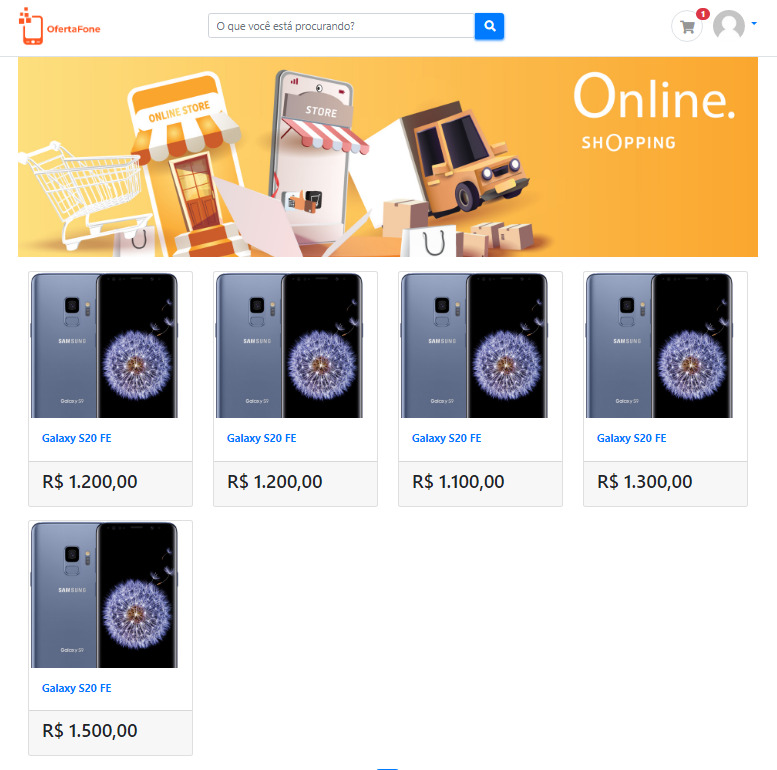 OfertaFone
O que você está procurando?
1
ONLINE STORE
STORE
Online.
SHOPPING
SAMSUNG
SAMSUNG
SAMSUNG
SAMSUNG
Galaxy S9
Galaxy S9
Galaxy S9
Galaxy S9
Galaxy S20 FE
Galaxy S20 FE
Galaxy S20 FE
Galaxy S20 FE
R$ 1.200,00
R$ 1.200,00
R$ 1.100,00
R$ 1.300,00
SAMSUNG
Galaxy S9
Galaxy S20 FE
R$ 1.500,00